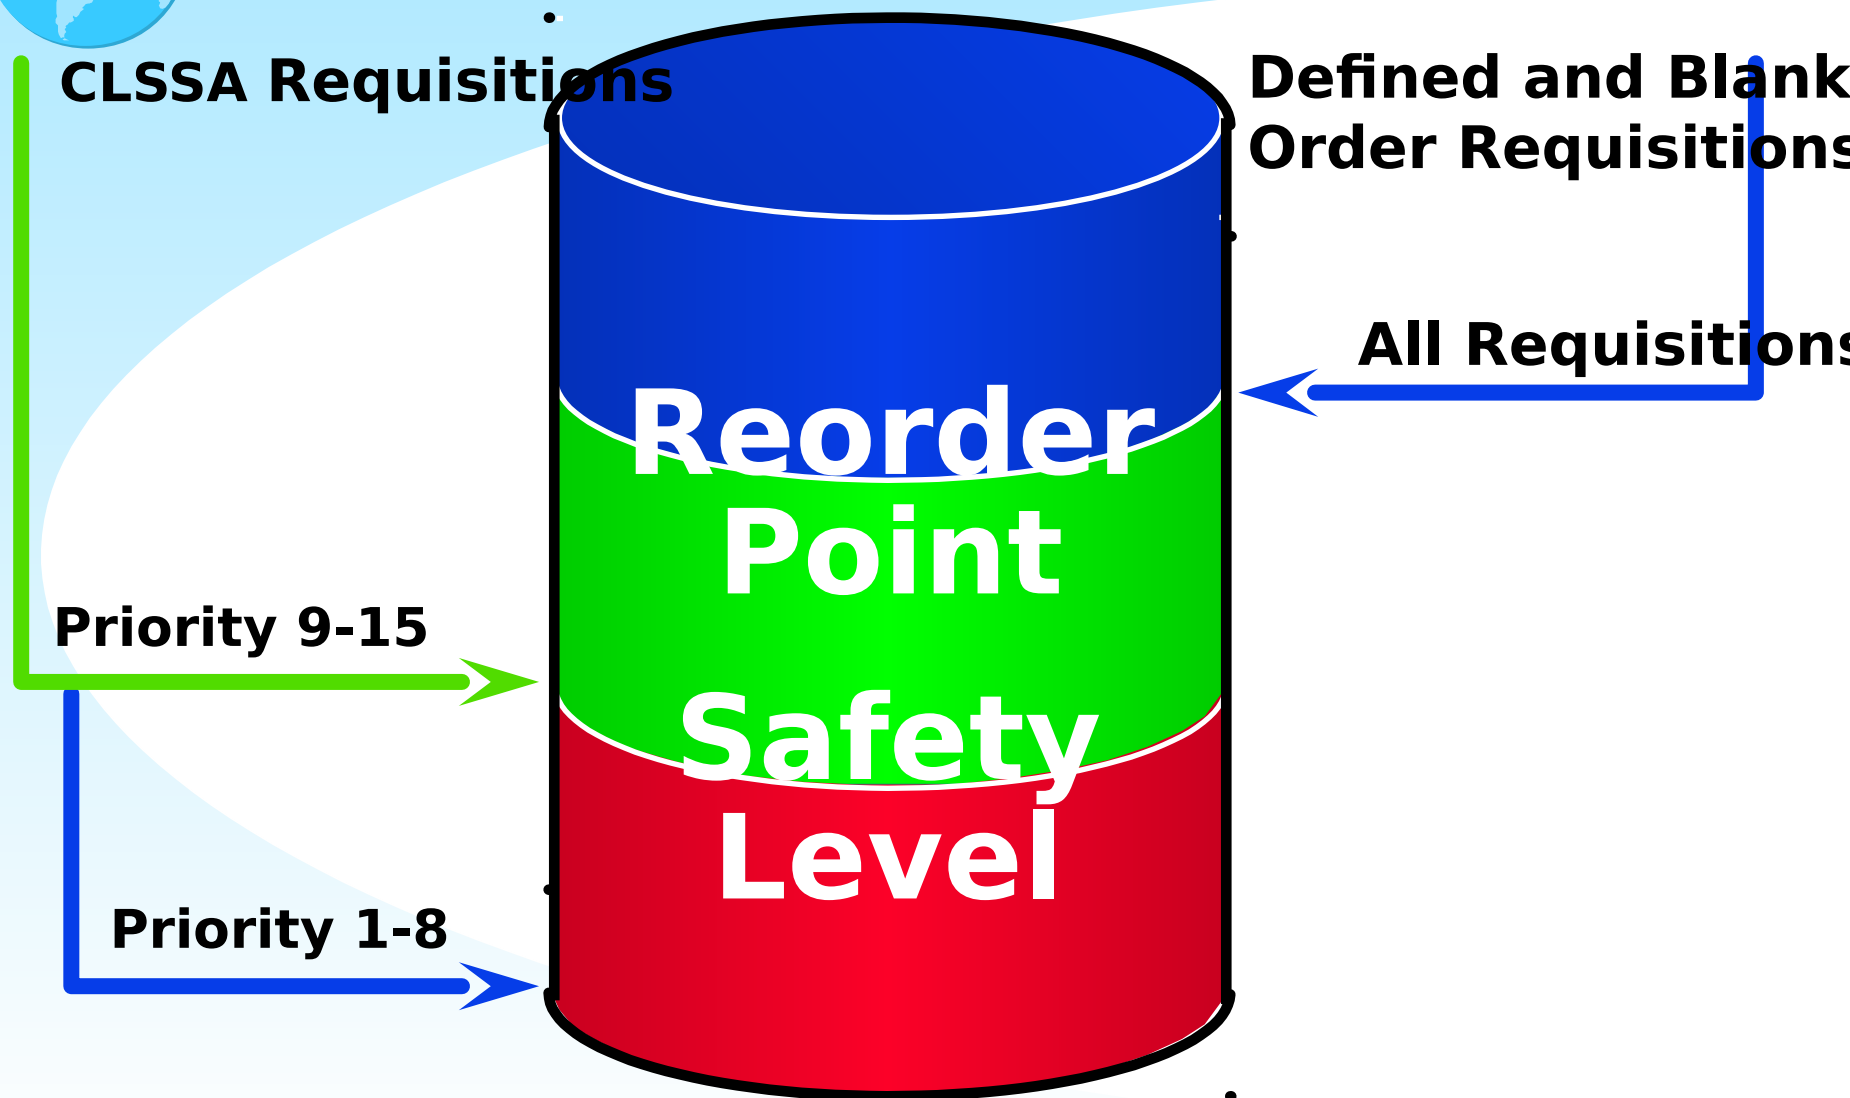 CLSSA Requisitions
Defined and Blank
Order Requisitions
All Requisitions
Reorder
Point
Priority 9-15
Safety
Level
Priority 1-8